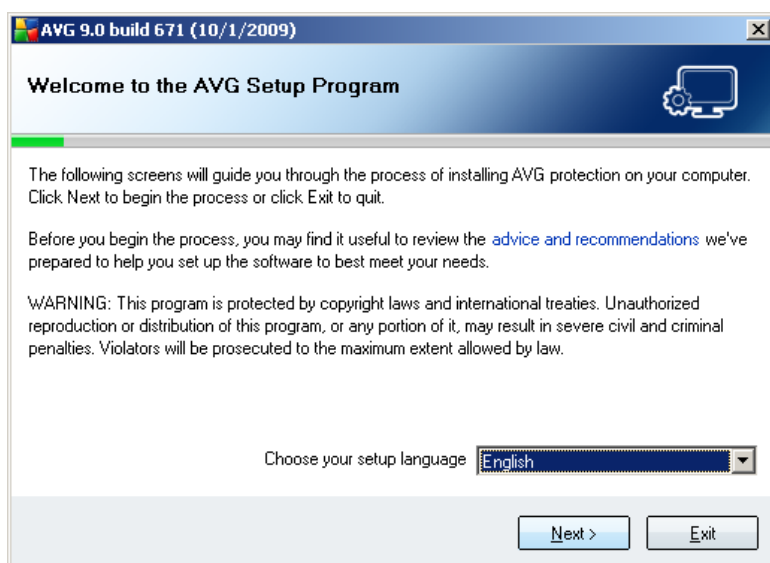 AVG 9.0 build 671 (10/1/2009)
Welcome to the AVG Setup Program
The following screens will guide you through the process of installing AVG protection on your computer.
Click Next to begin the process or click Exit to quit.
Before you begin the process, you may find it useful to review the advice and recommendations we've
prepared to help you set up the software to best meet your needs.
WARNING: This program is protected by copyright laws and international treaties. Unauthorized
reproduction or distribution of this program, or any portion of it, may result in severe civil and criminal
penalties. Violators will be prosecuted to the maximum extent allowed by law.
Choose your setup language English
Next > Exit